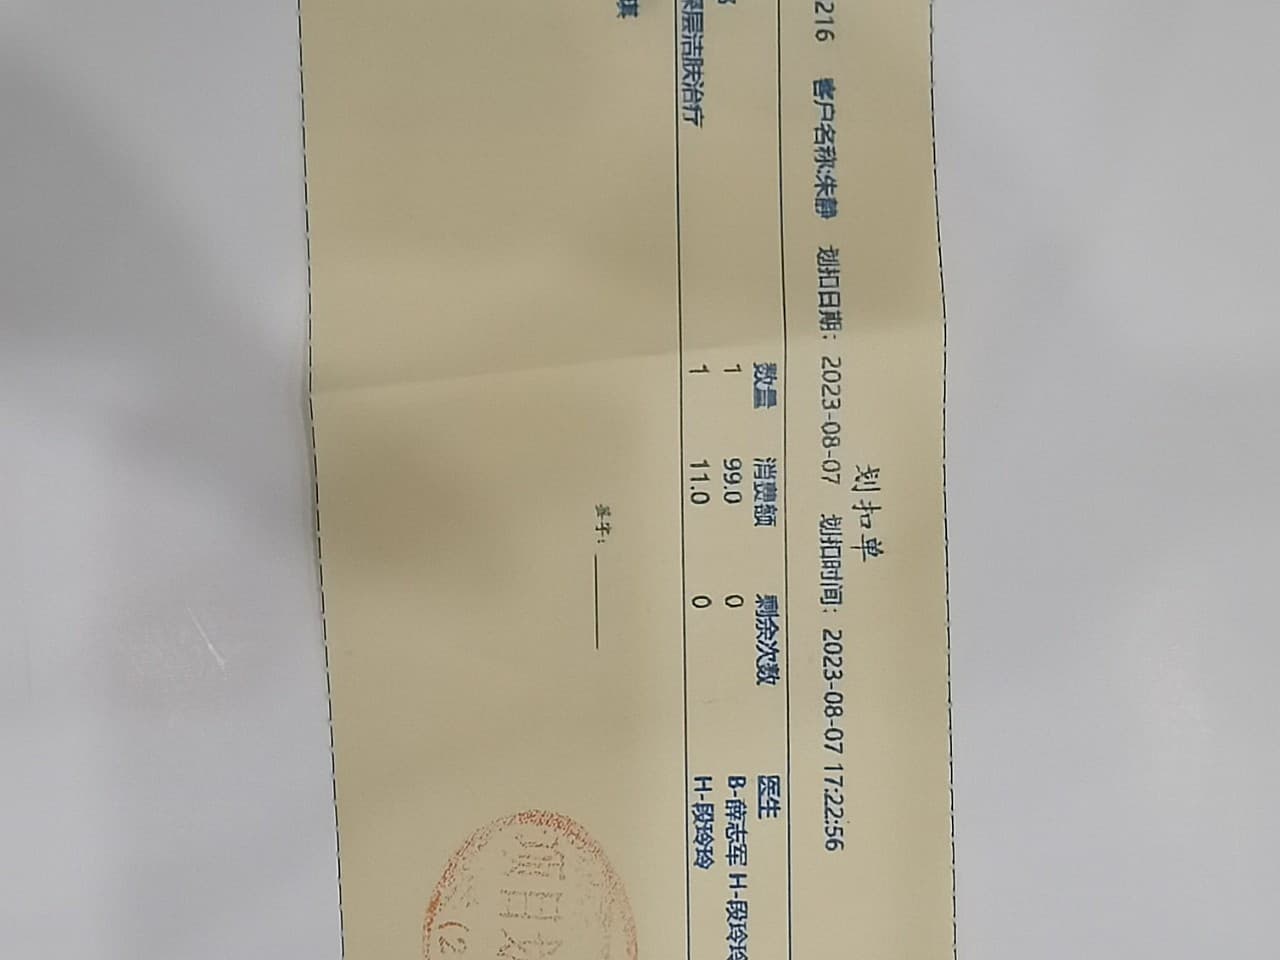 划扣单
216 客户名称:朱静 划扣日期: 2023-08-07 划扣时间: 2023-08-07 17:22:56
数量 消费额 剩余次数 医生
1 99.0 0 B-薛志军 H-段玲玲
深层洁肤治疗 1 11.0 0 H-段玲玲
签字: